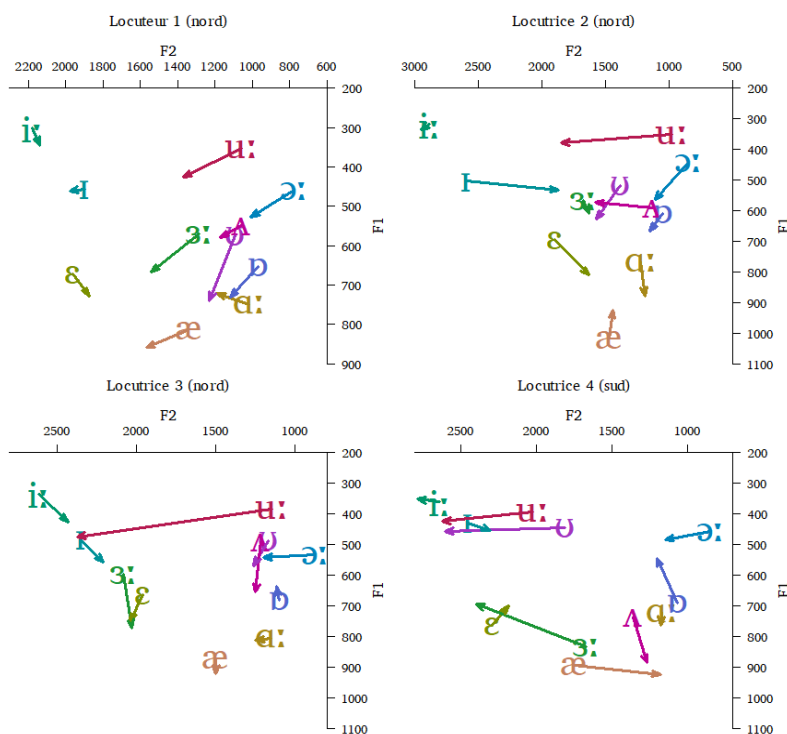 Locuteur 1 (nord)
F2
2200 2000 1800 1600 1400 1200 1000 800 600
200
300
400
500
600
700
800
900
F1
iː
uː
ɪ
ɔː
ʌ
ɜː
ʊ
ɒ
ɛ
ɑː
æ
Locutrice 2 (nord)
F2
3000 2500 2000 1500 1000 500
200
300
400
500
600
700
800
900
1000
1100
F1
iː
uː
ɔː
ɪ
ʊ
ɜː
ʌ
ɒ
ɛ
ɑː
æ
Locutrice 3 (nord)
F2
2500 2000 1500 1000
200
300
400
500
600
700
800
900
1000
1100
F1
iː
uː
ɪ
ʊ
ʌ
ɔː
ɜː
ɛ
ɒ
ɑː
æ
Locutrice 4 (sud)
F2
2500 2000 1500 1000
200
300
400
500
600
700
800
900
1000
1100
F1
iː
uː
ɪ
ʊ
ɔː
ɒ
ɑː
ʌ
ɛ
ɜː
æ